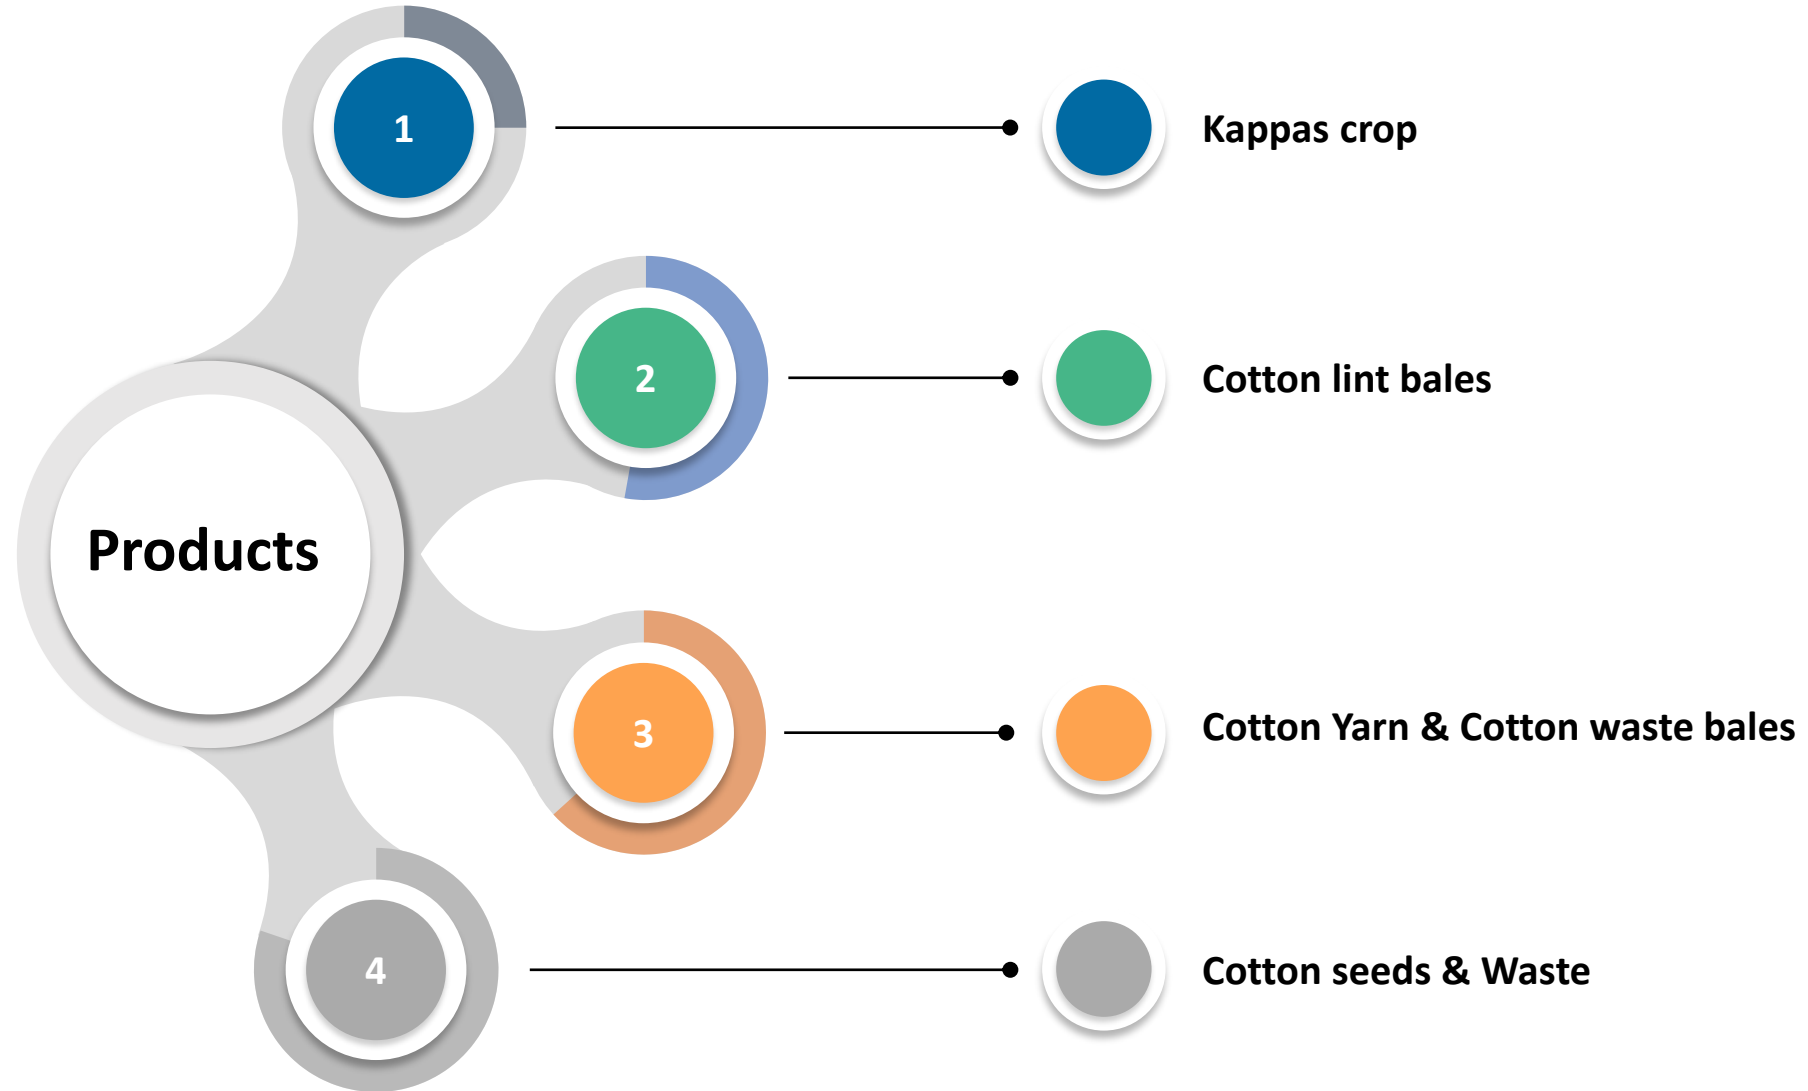 Products
1
Kappas crop
2
Cotton lint bales
3
Cotton Yarn & Cotton waste bales
4
Cotton seeds & Waste